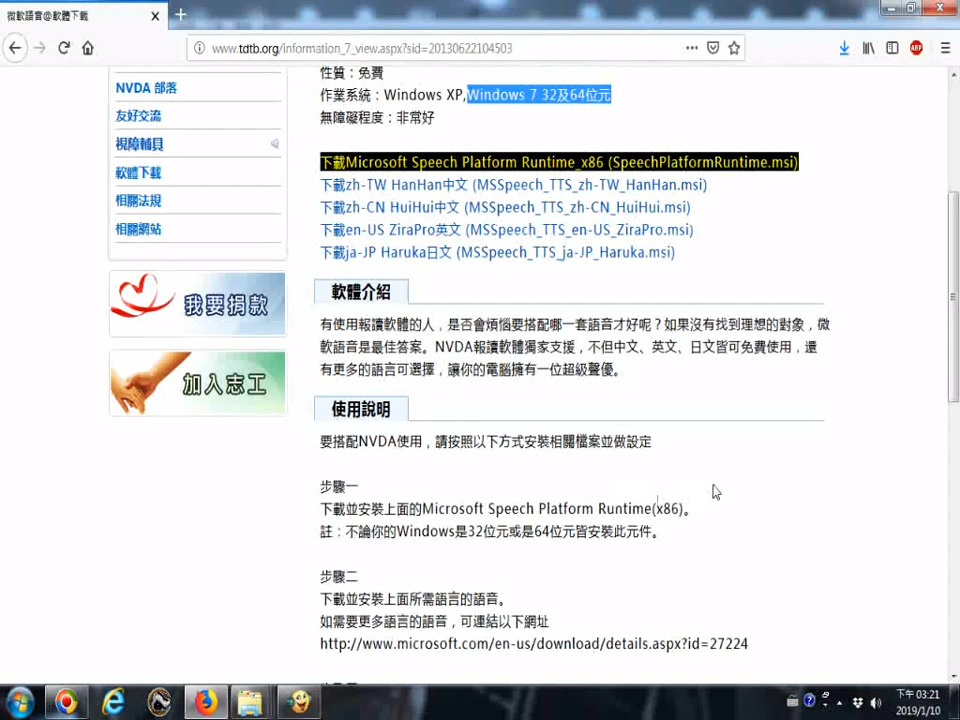 微軟語音@軟體下載
www.tdtb.org/information_7_view.aspx?sid=20130622104503
ABP
性質：免費
NVDA 部落
作業系統：Windows XP,Windows 7 32及64位元
友好交流
無障礙程度：非常好
視障輔具
下載Microsoft Speech Platform Runtime_x86 (SpeechPlatformRuntime.msi)
軟體下載
下載zh-TW HanHan中文 (MSSpeech_TTS_zh-TW_HanHan.msi)
相關法規
下載zh-CN HuiHui中文 (MSSpeech_TTS_zh-CN_HuiHui.msi)
相關網站
下載en-US ZiraPro英文 (MSSpeech_TTS_en-US_ZiraPro.msi)
下載ja-JP Haruka日文 (MSSpeech_TTS_ja-JP_Haruka.msi)
我要捐款
軟體介紹
有使用報讀軟體的人，是否會煩惱要搭配哪一套語音才好呢？如果沒有找到理想的對象，微
軟語音是最佳答案。NVDA報讀軟體獨家支援，不但中文、英文、日文皆可免費使用，還
有更多的語言可選擇，讓你的電腦擁有一位超級聲優。
加入志工
使用說明
要搭配NVDA使用，請按照以下方式安裝相關檔案並做設定
步驟一
下載並安裝上面的Microsoft Speech Platform Runtime(x86)。
註：不論你的Windows是32位元或是64位元皆安裝此元件。
步驟二
下載並安裝上面所需語言的語音。
如需要更多語言的語音，可連結以下網址
http://www.microsoft.com/en-us/download/details.aspx?id=27224
下午 03:21
2019/1/10